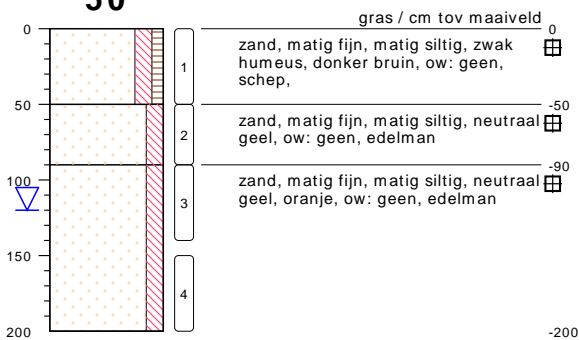 gras / cm tov maaiveld
0
0
zand, matig fijn, matig siltig, zwak
humeus, donker bruin, ow: geen,
schep,
1
50
-50
zand, matig fijn, matig siltig, neutraal
geel, ow: geen, edelman
2
-90
zand, matig fijn, matig siltig, neutraal
geel, oranje, ow: geen, edelman
100
3
150
4
200
-200